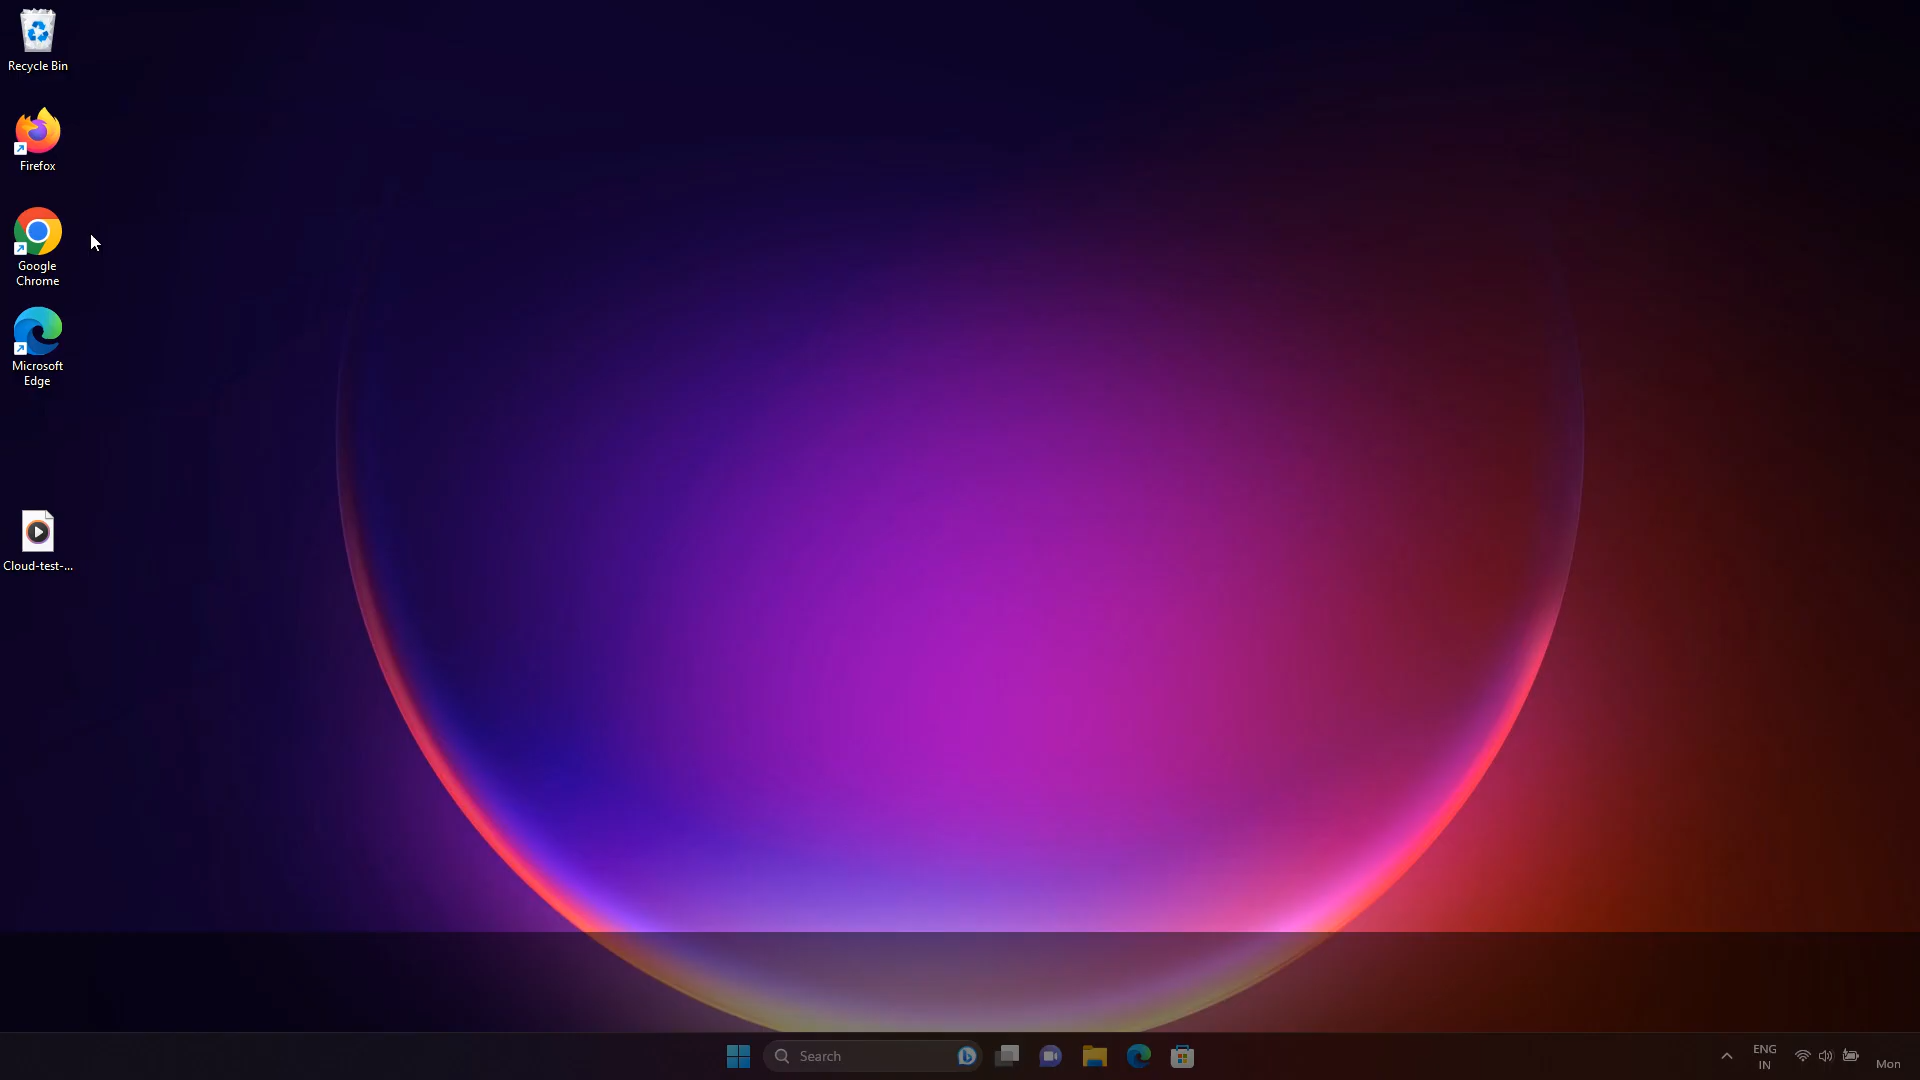 Recycle Bin
Firefox
Google
Chrome
Microsoft
Edge
Cloud-test-...
Search
ENG
IN
Mon